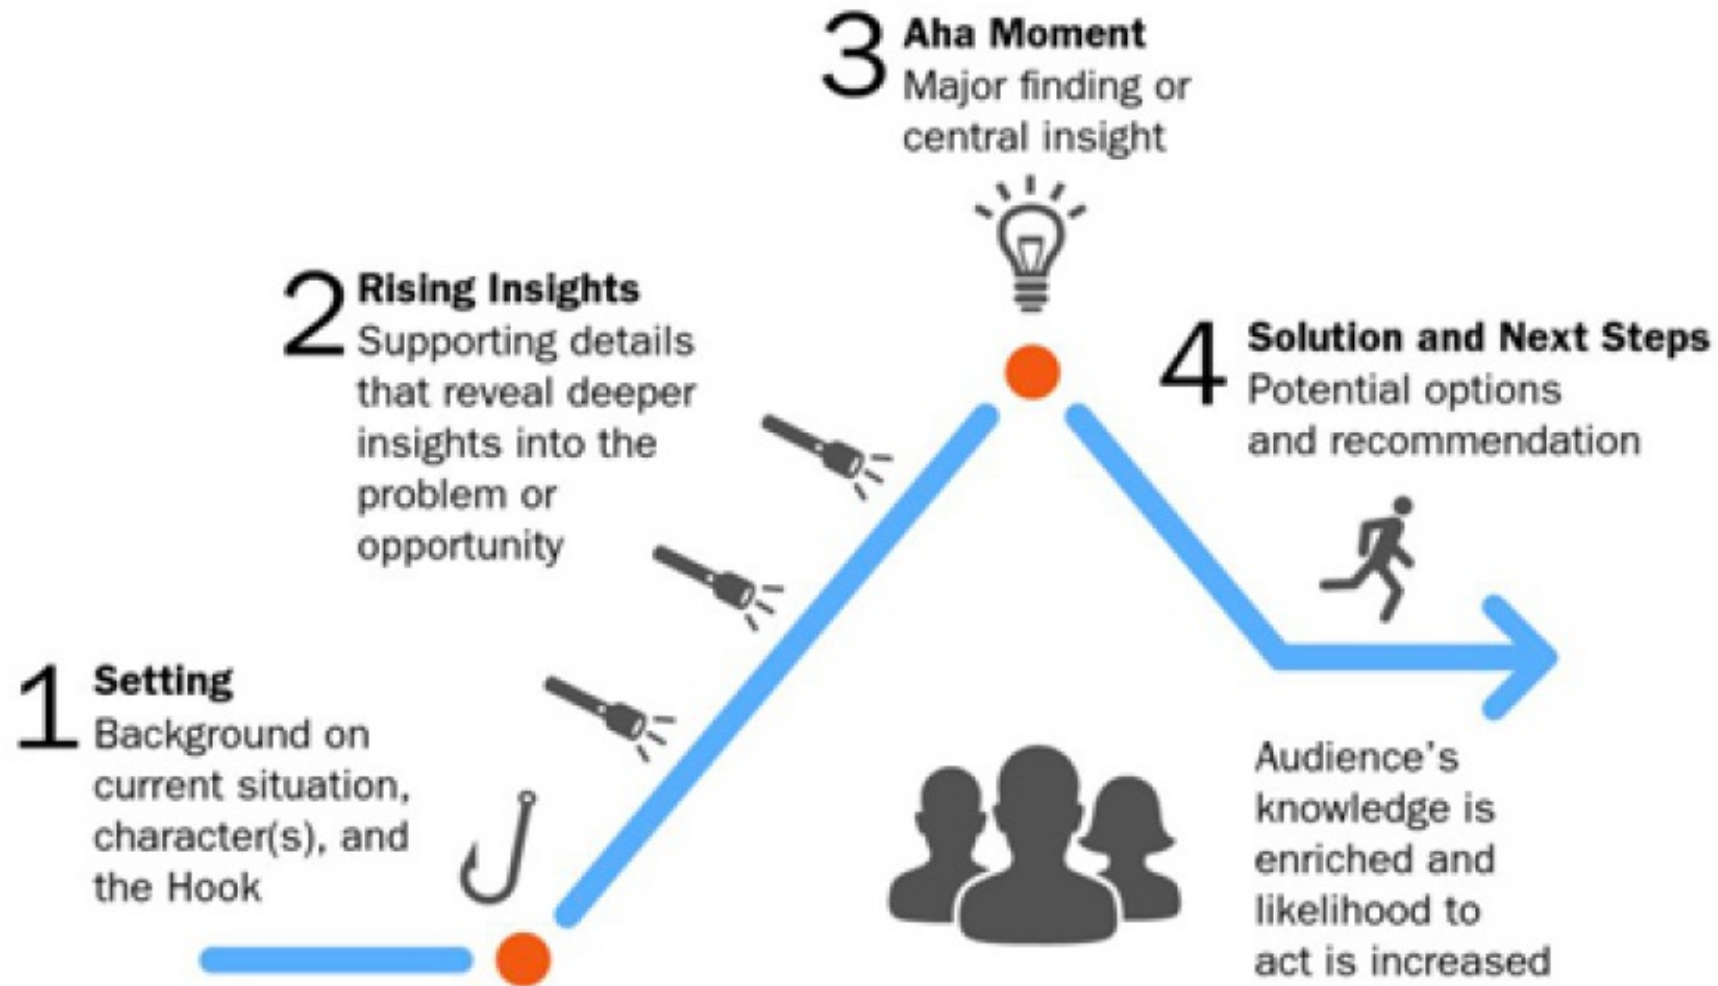 1 Setting
Background on
current situation,
character(s), and
the Hook
2 Rising Insights
Supporting details
that reveal deeper
insights into the
problem or
opportunity
3 Aha Moment
Major finding or
central insight
4 Solution and Next Steps
Potential options
and recommendation
Audience's
knowledge is
enriched and
likelihood to
act is increased